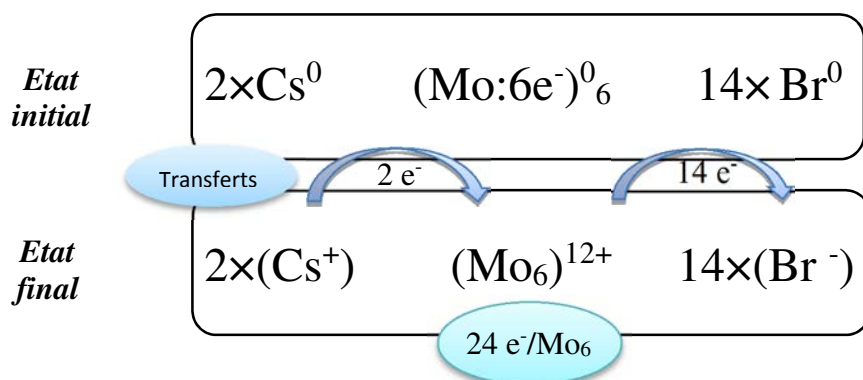 Etat initial
2×Cs⁰ (Mo:6e⁻)⁰₆ 14× Br⁰
Transferts
2 e⁻ 14 e⁻
Etat final
2×(Cs⁺) (Mo₆)¹²⁺ 14×(Br ⁻)
24 e⁻/Mo₆